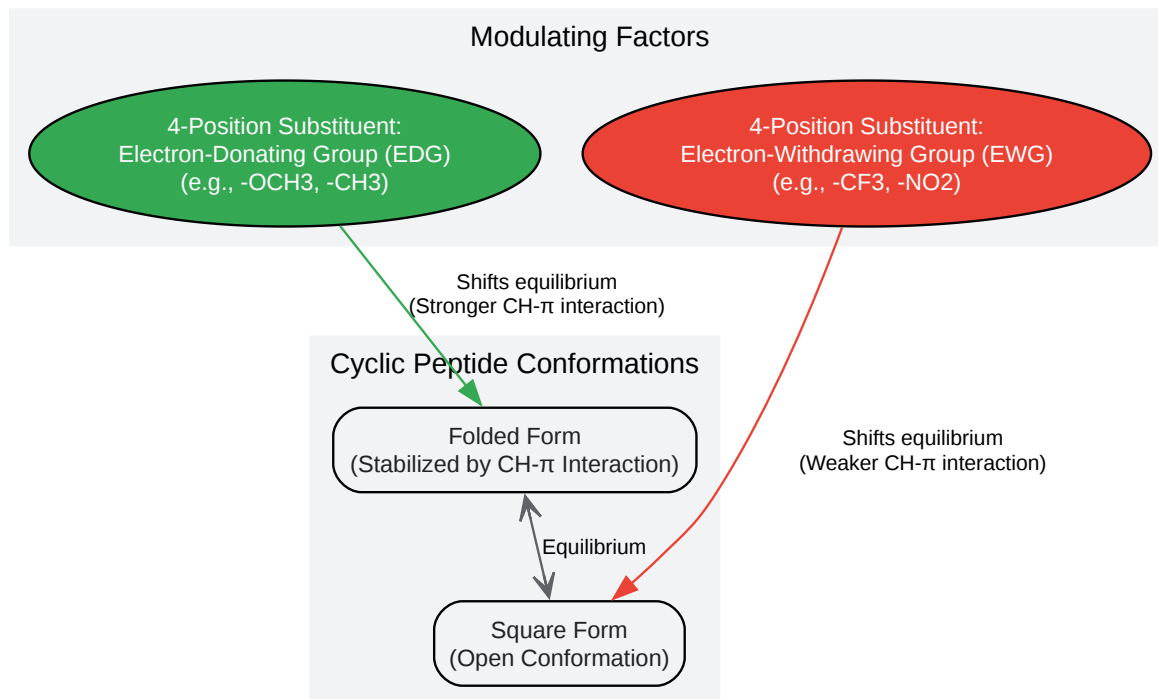 Modulating Factors
4-Position Substituent:
Electron-Donating Group (EDG)
(e.g., -OCH3, -CH3)
4-Position Substituent:
Electron-Withdrawing Group (EWG)
(e.g., -CF3, -NO2)
Shifts equilibrium
(Stronger CH-π interaction)
Cyclic Peptide Conformations
Folded Form
(Stabilized by CH-π Interaction)
Shifts equilibrium
(Weaker CH-π interaction)
Equilibrium
Square Form
(Open Conformation)